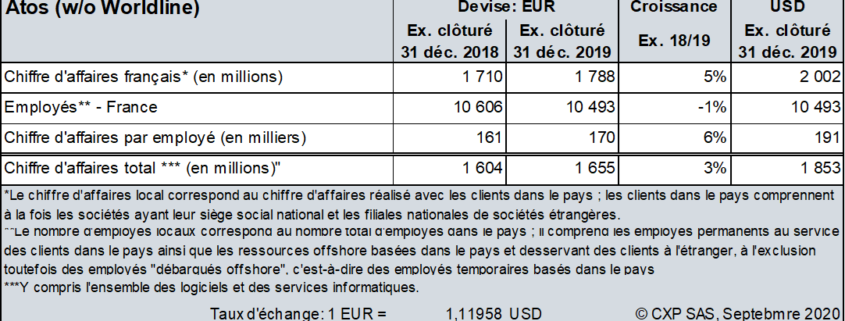 Atos (w/o Worldline) Devise: EUR Croissance USD
Ex. clôturé 31 déc. 2018 Ex. clôturé 31 déc. 2019 Ex. 18/19 Ex. clôturé 31 déc. 2019
Chiffre d'affaires français* (en millions) 1 710 1 788 5% 2 002
Employés** - France 10 606 10 493 -1% 10 493
Chiffre d'affaires par employé (en milliers) 161 170 6% 191
Chiffre d'affaires total *** (en millions)" 1 604 1 655 3% 1 853
*Le chiffre d'affaires local correspond au chiffre d'affaires réalisé avec les clients dans le pays ; les clients dans le pays comprennent
à la fois les sociétés ayant leur siège social national et les filiales nationales de sociétés étrangères.
**Le nombre d'employés locaux correspond au nombre total d'employés dans le pays ; il comprend les employés permanents au service
des clients dans le pays ainsi que les ressources offshore basées dans le pays et desservant des clients à l'étranger, à l'exclusion
toutefois des employés "débarqués offshore", c'est-à-dire des employés temporaires basés dans le pays
***Y compris l'ensemble des logiciels et des services informatiques.
Taux d'échange: 1 EUR = 1,11958 USD © CXP SAS, Septebmre 2020